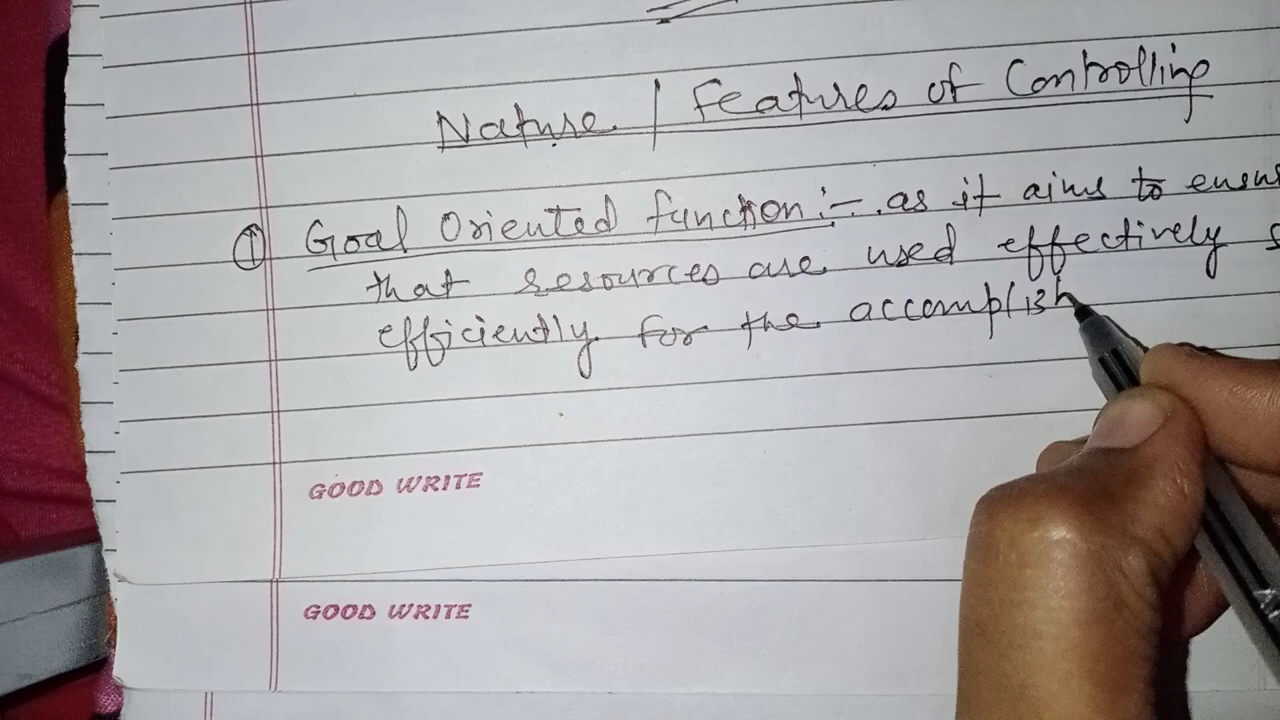 Nature / Features of Controlling
① Goal Oriented function :- as it aims to ensu
that resources are used effectively
efficiently for the accomplish
GOOD WRITE
GOOD WRITE